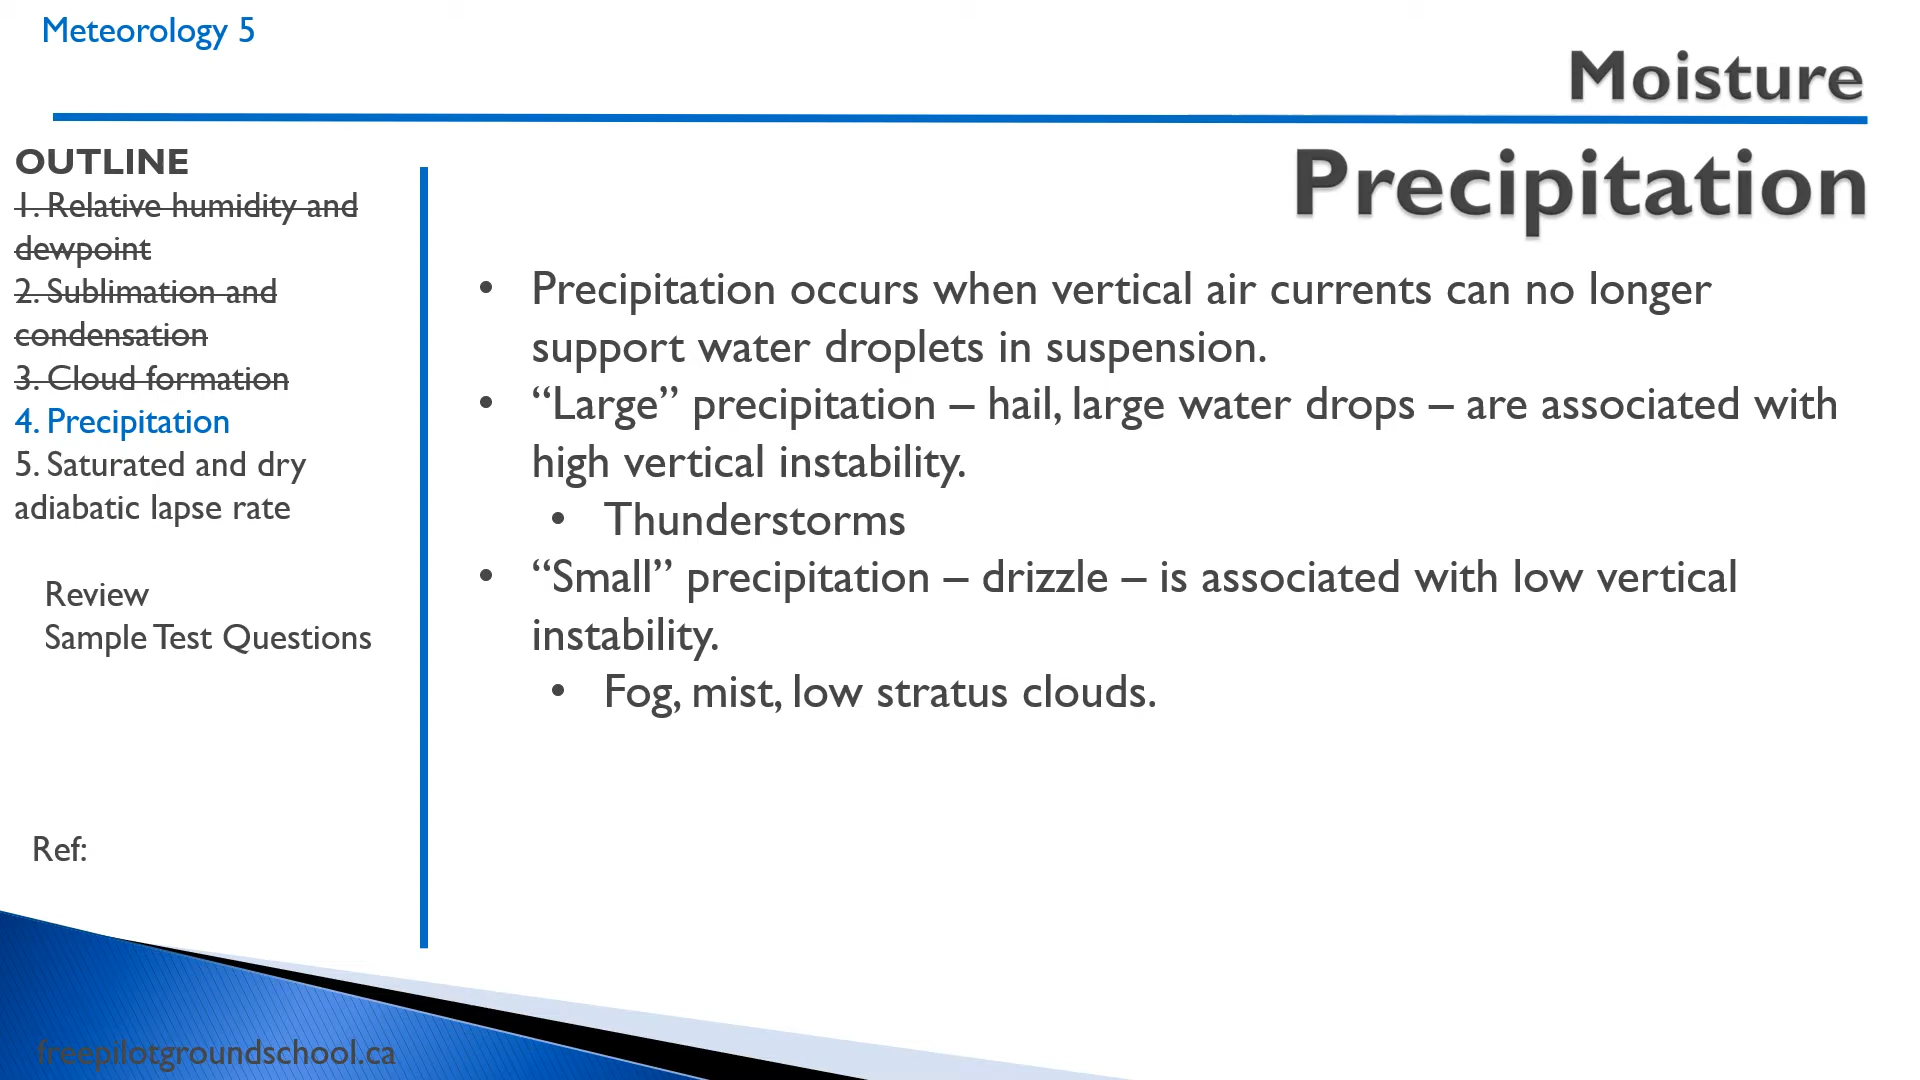 Meteorology 5
Moisture
OUTLINE
1. Relative humidity and
dewpoint
2. Sublimation and
condensation
3. Cloud formation
4. Precipitation
5. Saturated and dry
adiabatic lapse rate
Review
Sample Test Questions
Ref:
freepilotgroundschool.ca
Precipitation
• Precipitation occurs when vertical air currents can no longer
support water droplets in suspension.
• “Large” precipitation – hail, large water drops – are associated with
high vertical instability.
• Thunderstorms
• “Small” precipitation – drizzle – is associated with low vertical
instability.
• Fog, mist, low stratus clouds.